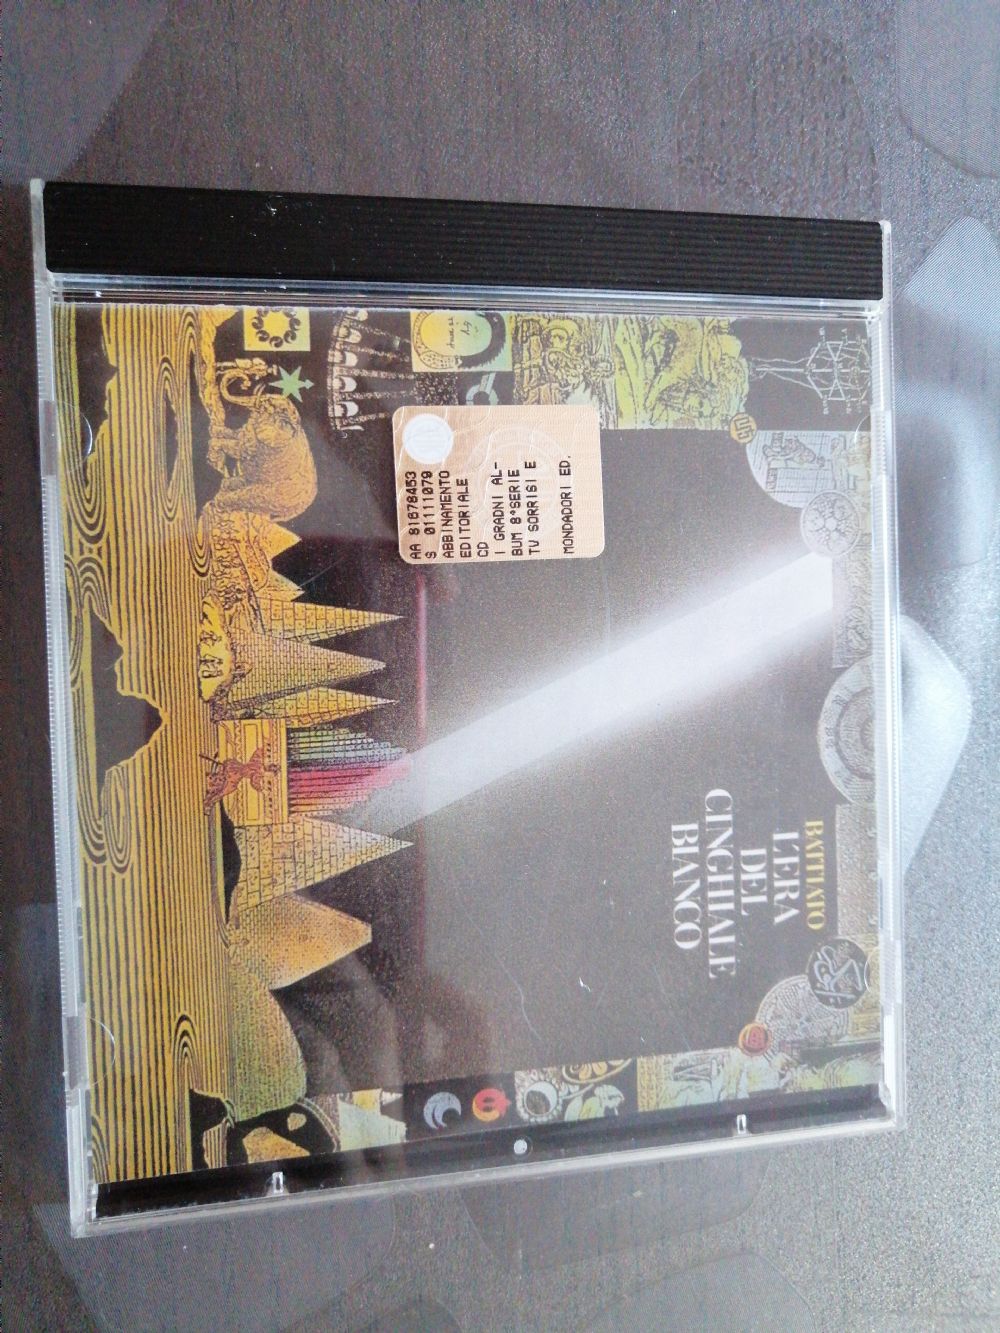 BATTIATO
L'ERA
DEL
CINGHIALE
BIANCO
AA 81678453
S 01111079
ABBINAMENTO
EDITORIALE
CD
I GRADNI AL-
BUM 8°SERIE
TV SORRISI E
MONDADORI ED.